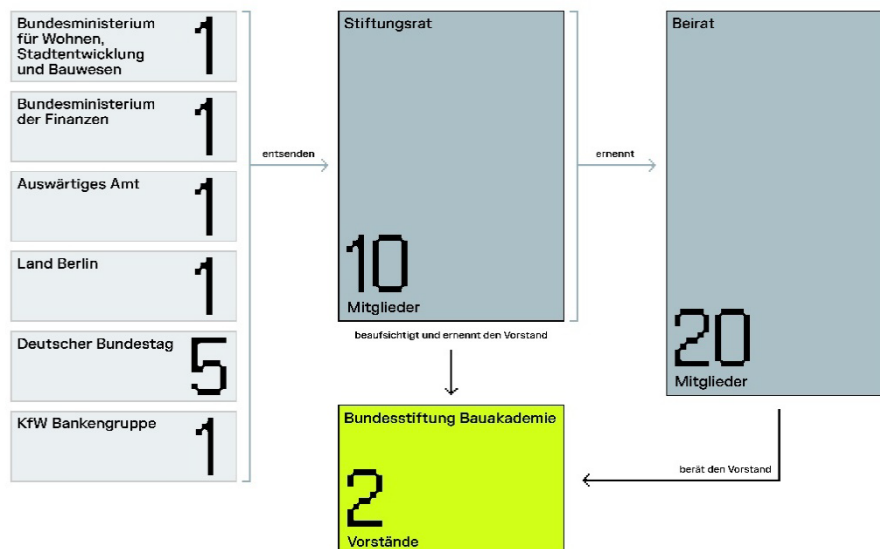 Bundesministerium
für Wohnen,
Stadtentwicklung
und Bauwesen
1
Bundesministerium
der Finanzen
1
Auswärtiges Amt
1
Land Berlin
1
Deutscher Bundestag
5
KfW Bankengruppe
1
entsenden
Stiftungsrat
10
Mitglieder
ernennt
Beirat
20
Mitglieder
beaufsichtigt und ernennt den Vorstand
Bundesstiftung Bauakademie
2
Vorstände
berät den Vorstand